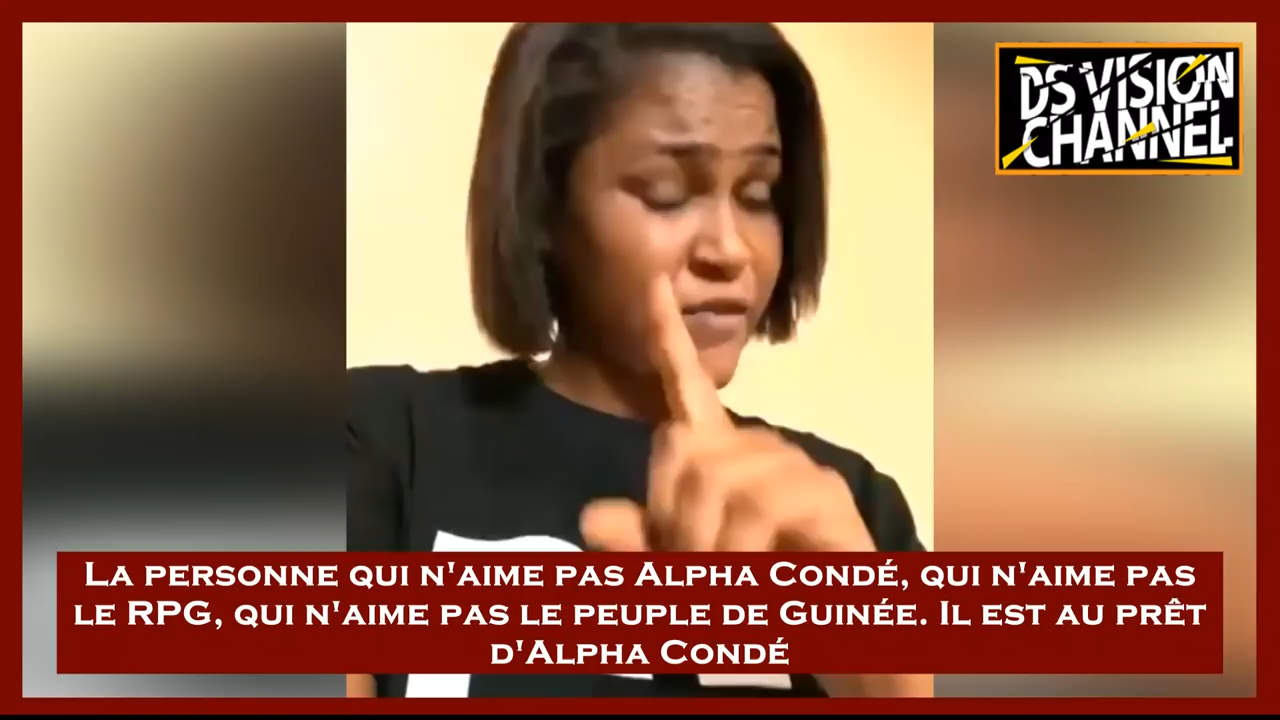 DS VISION
CHANNEL
La personne qui n'aime pas Alpha Condé, qui n'aime pas
le RPG, qui n'aime pas le peuple de Guinée. Il est au prêt
d'Alpha Condé